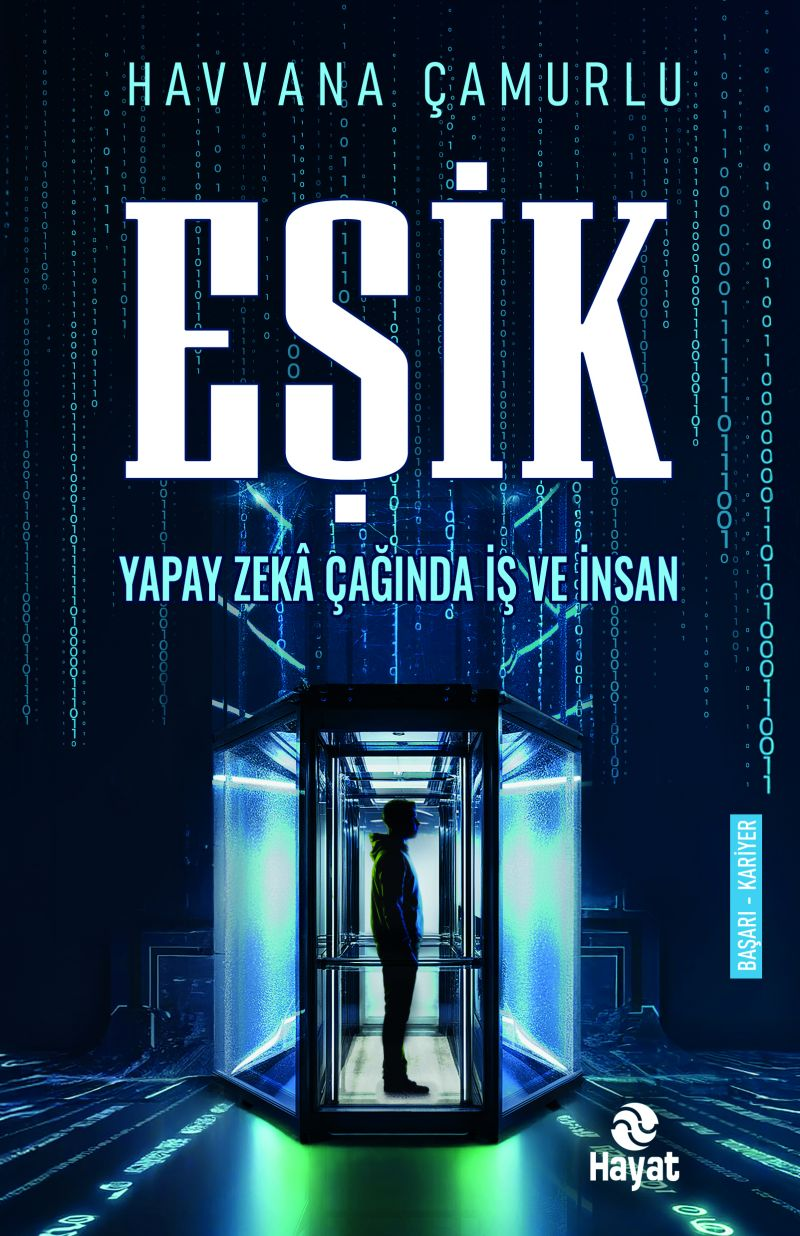 HAVVANA ÇAMURLU
EŞİK
YAPAY ZEKÂ ÇAĞINDA İŞ VE İNSAN
BAŞARI - KARİYER
Hayat